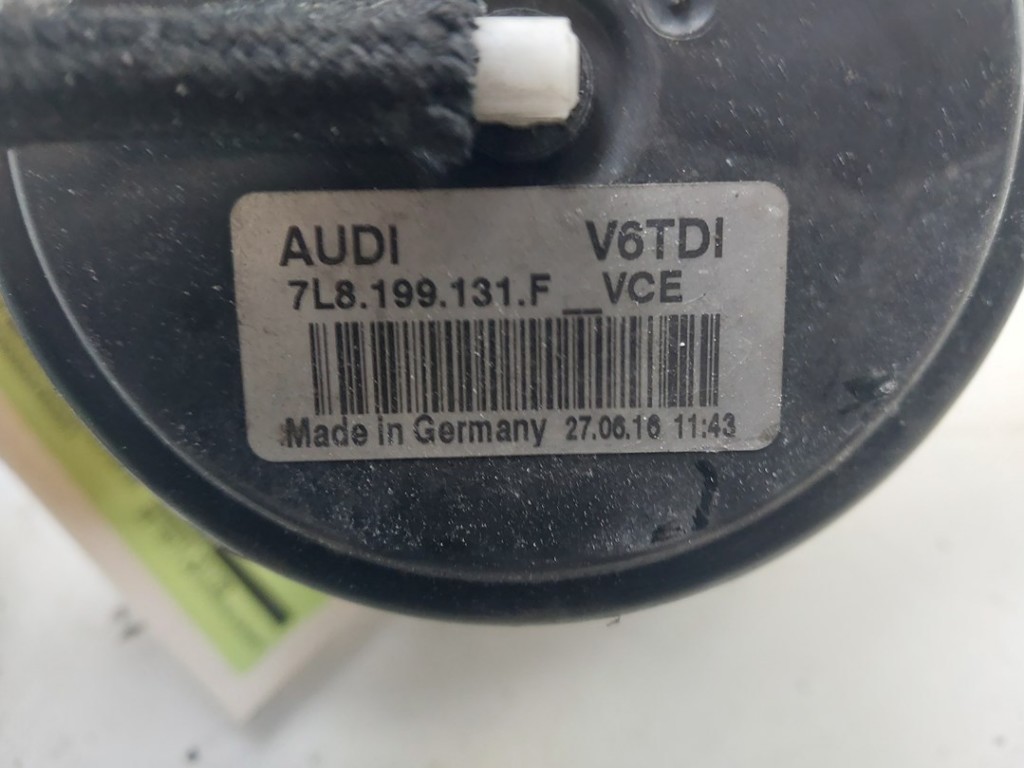 AUDI V6TDI
7L8.199.131.F __VCE
Made in Germany 27.06.16 11:43